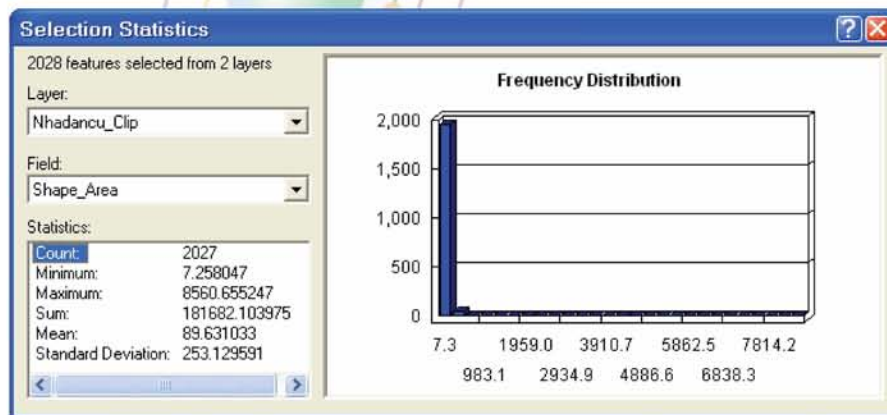 Selection Statistics
2028 features selected from 2 layers
Layer:
Nhadancu_Clip
Field:
Shape_Area
Statistics:
Count: 2027
Minimum: 7.258047
Maximum: 8560.655247
Sum: 181682.103975
Mean: 89.631033
Standard Deviation: 253.129591
Frequency Distribution
2,000
1,500
1,000
500
0
7.3 1959.0 3910.7 5862.5 7814.2
983.1 2934.9 4886.6 6838.3